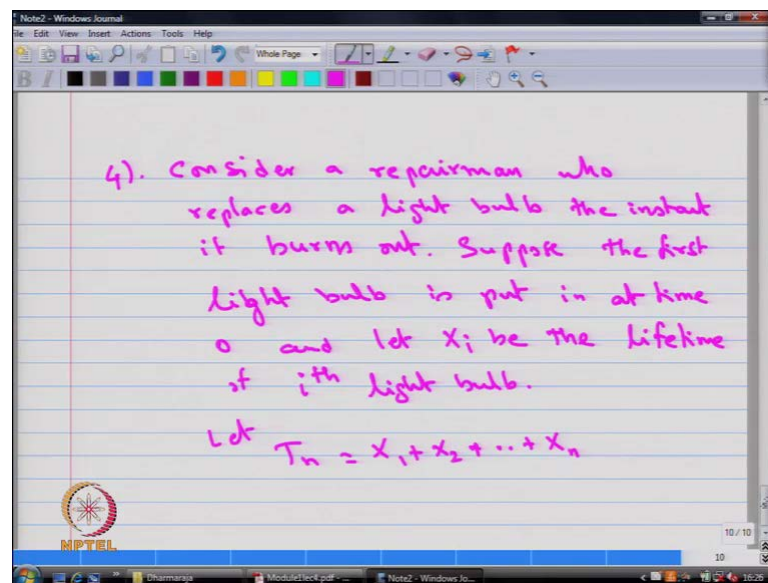 Note2 - Windows Journal
File Edit View Insert Actions Tools Help
Whole Page
B I
4). Consider a repairman who
replaces a light bulb the instant
it burns out. Suppose the first
light bulb is put in at time
0 and let Xi be the lifetime
of ith light bulb.
Let Tn = X1 + X2 + .. + Xn
NPTEL
10/10
10
Dharmaraja Module1lec4.pdf - ... Note2 - Windows Jo... 16:26